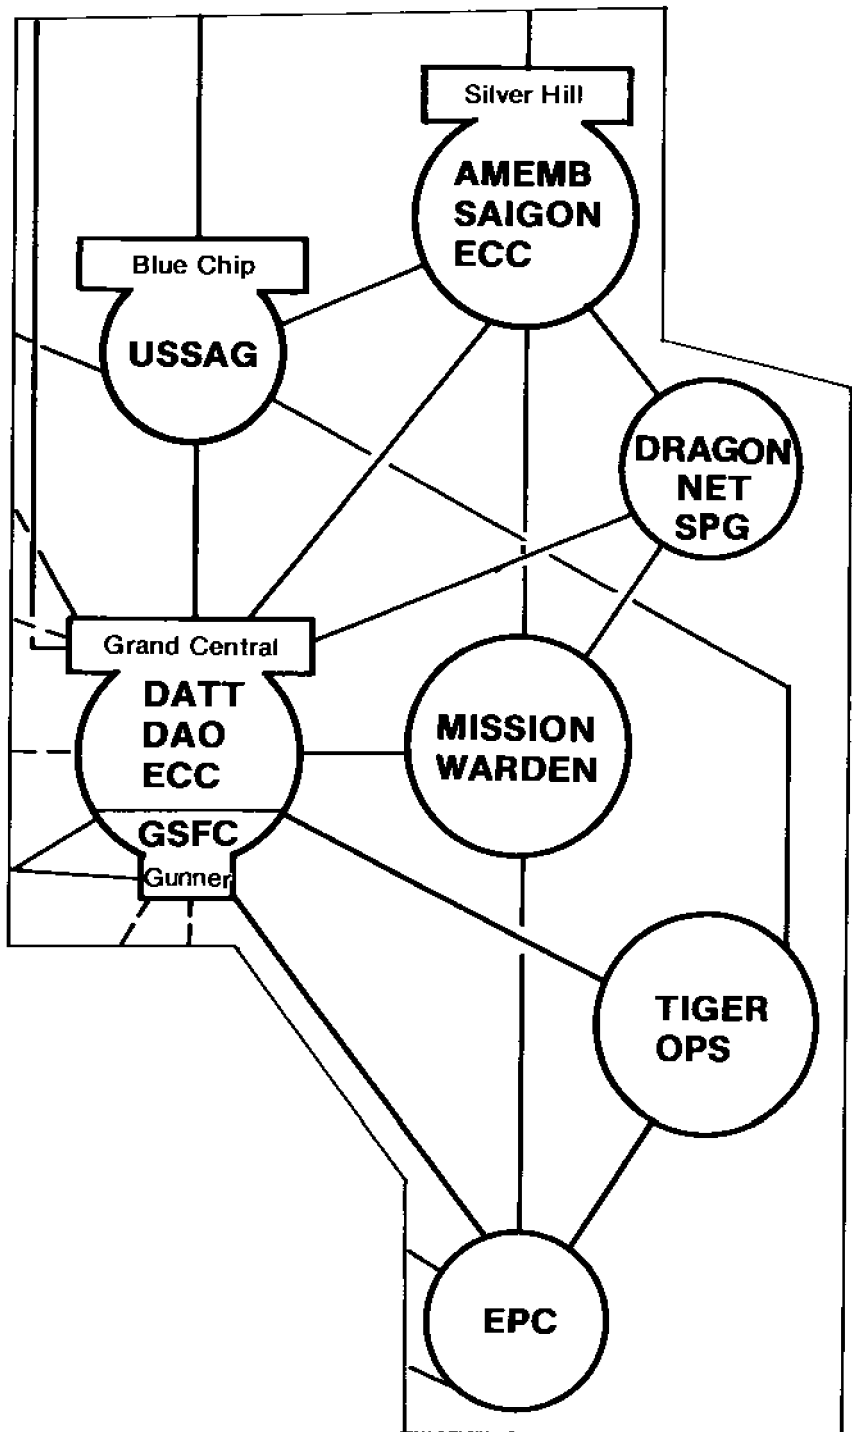 Silver Hill
AMEMB
SAIGON
ECC
Blue Chip
USSAG
DRAGON
NET
SPG
Grand Central
DATT
DAO
ECC
GSFC
Gunner
MISSION
WARDEN
TIGER
OPS
EPC